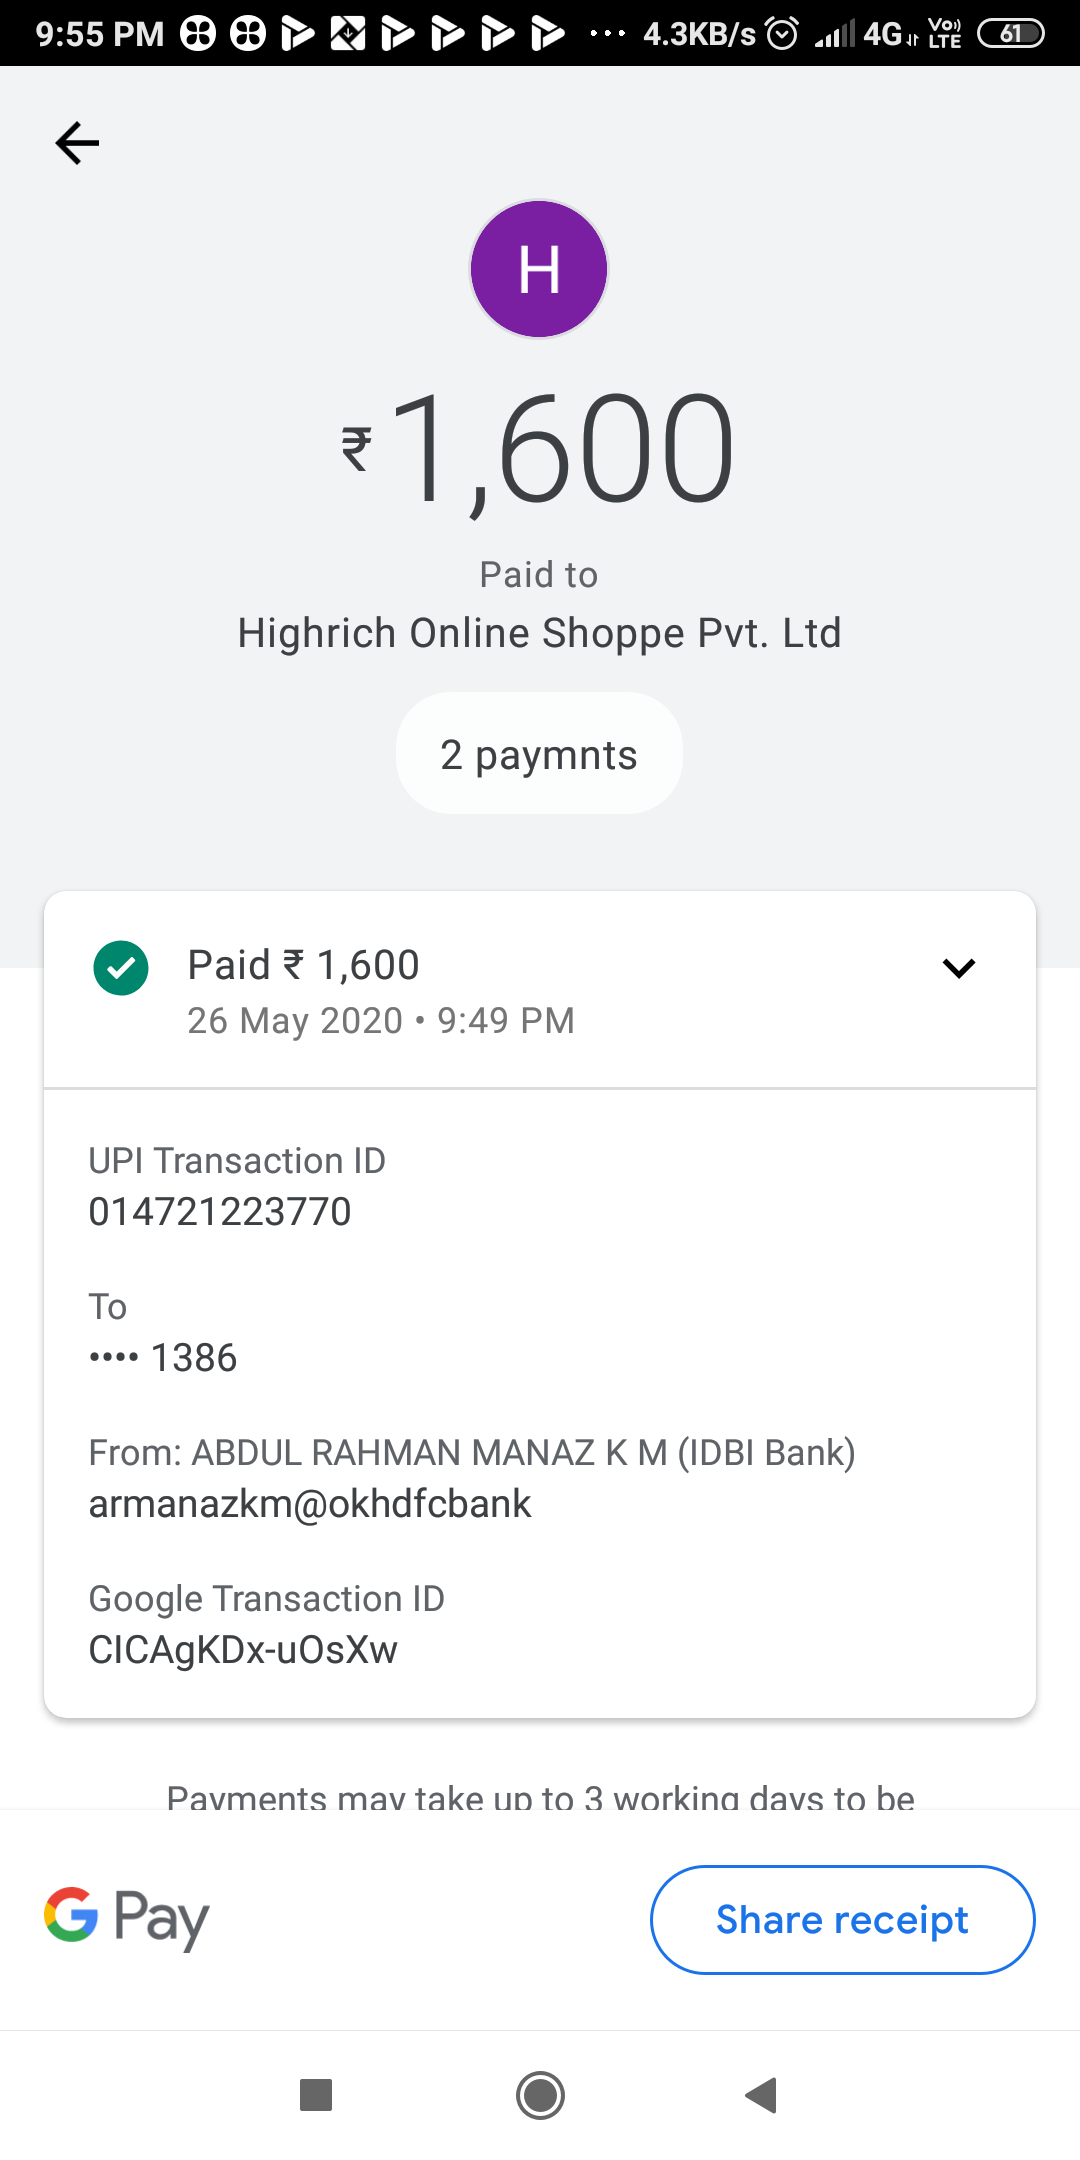 9:55 PM ... 4.3KB/s 4G VoLTE 61
H
₹1,600
Paid to
Highrich Online Shoppe Pvt. Ltd
2 paymnts
Paid ₹ 1,600
26 May 2020 • 9:49 PM
UPI Transaction ID
014721223770
To
•••• 1386
From: ABDUL RAHMAN MANAZ K M (IDBI Bank)
armanazkm@okhdfcbank
Google Transaction ID
CICAgKDx-uOsXw
Payments may take up to 3 working days to be
G Pay
Share receipt